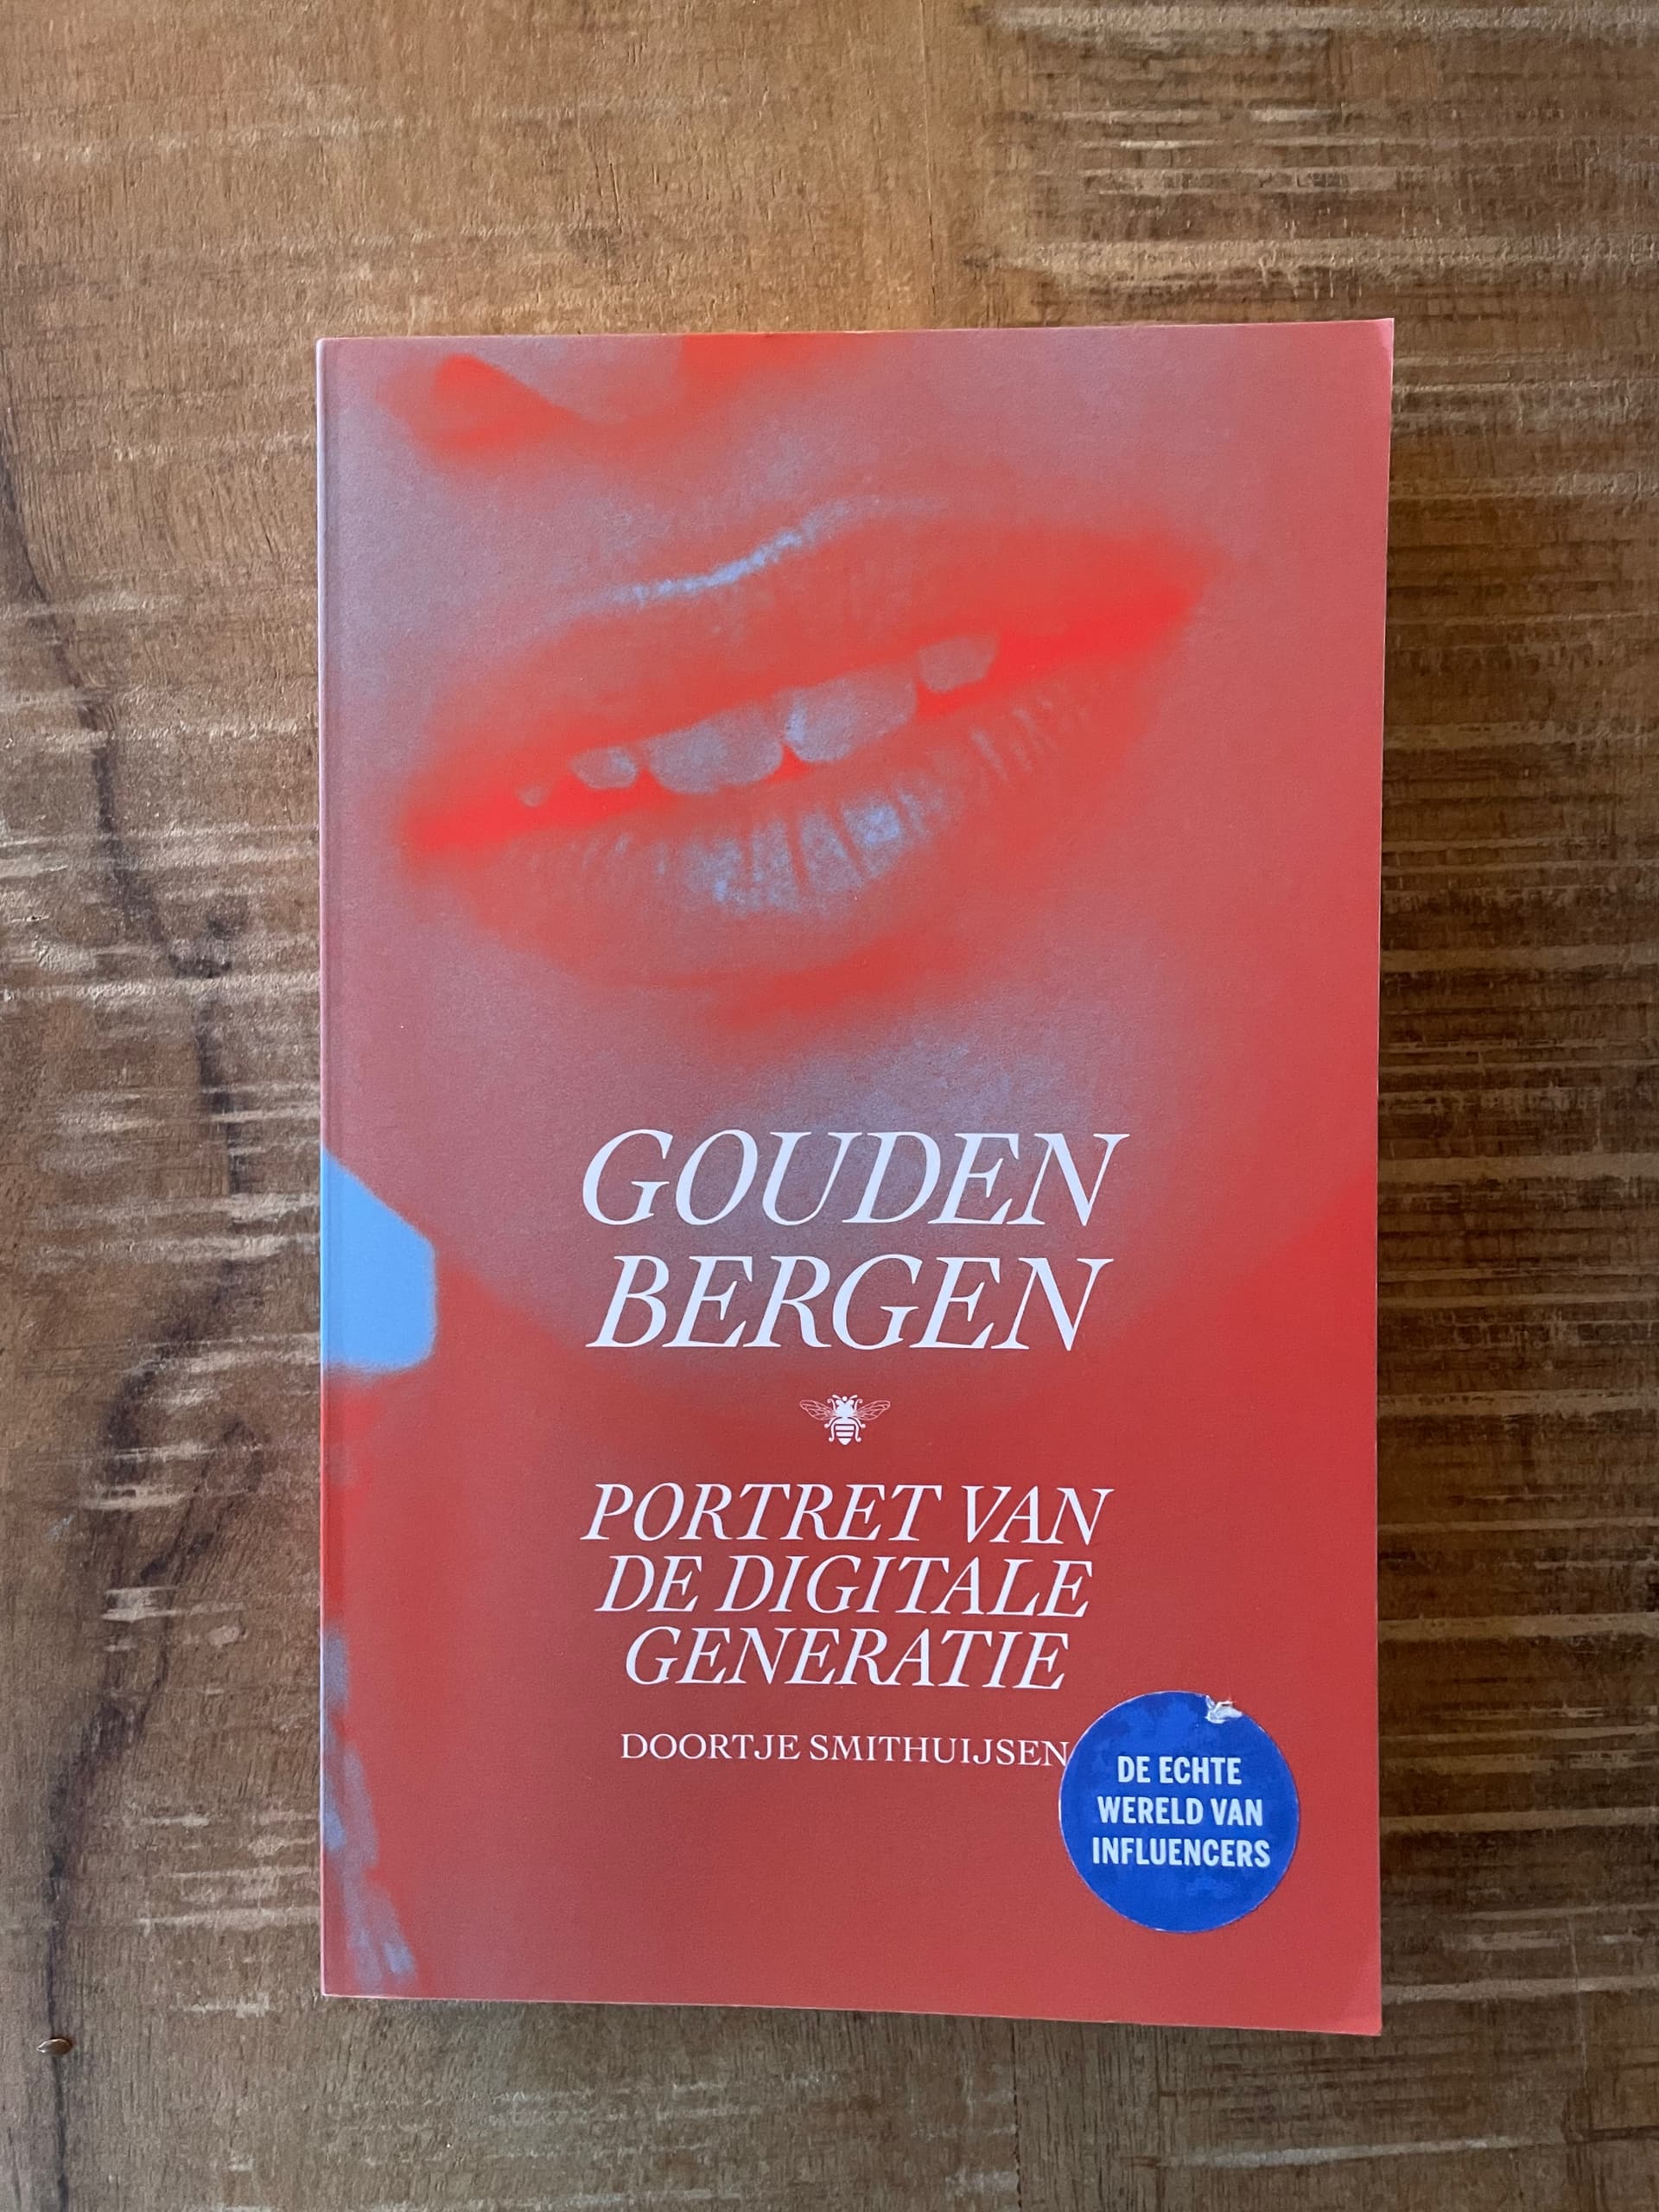 GOUDEN
BERGEN
PORTRET VAN
DE DIGITALE
GENERATIE
DOORTJE SMITHUIJSEN
DE ECHTE
WERELD VAN
INFLUENCERS